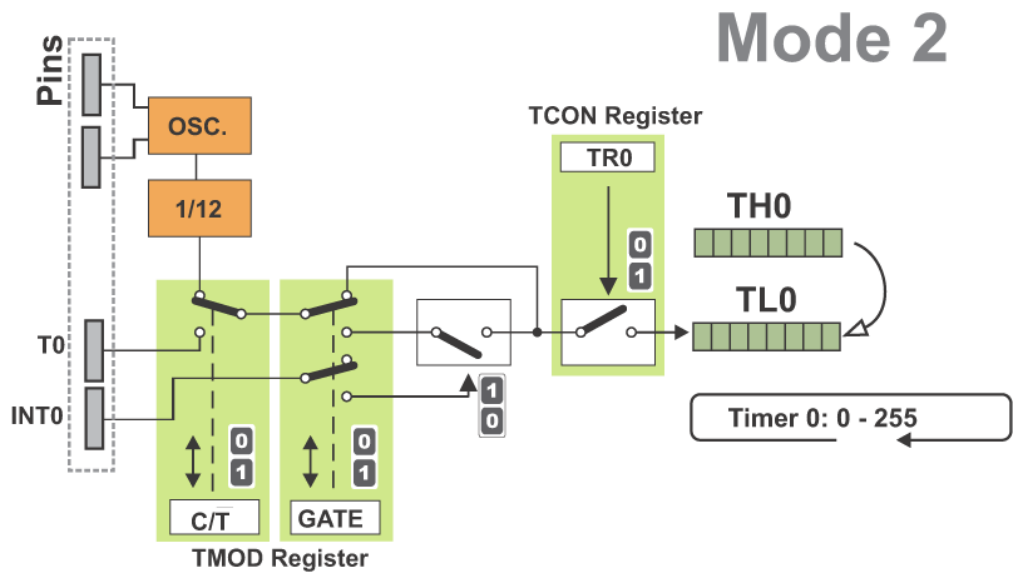 Mode 2
Pins
OSC.
TCON Register
TR0
1/12
TH0
0
1
TL0
T0
INT0
1
0
Timer 0: 0 - 255
0
1
0
1
C/T
GATE
TMOD Register